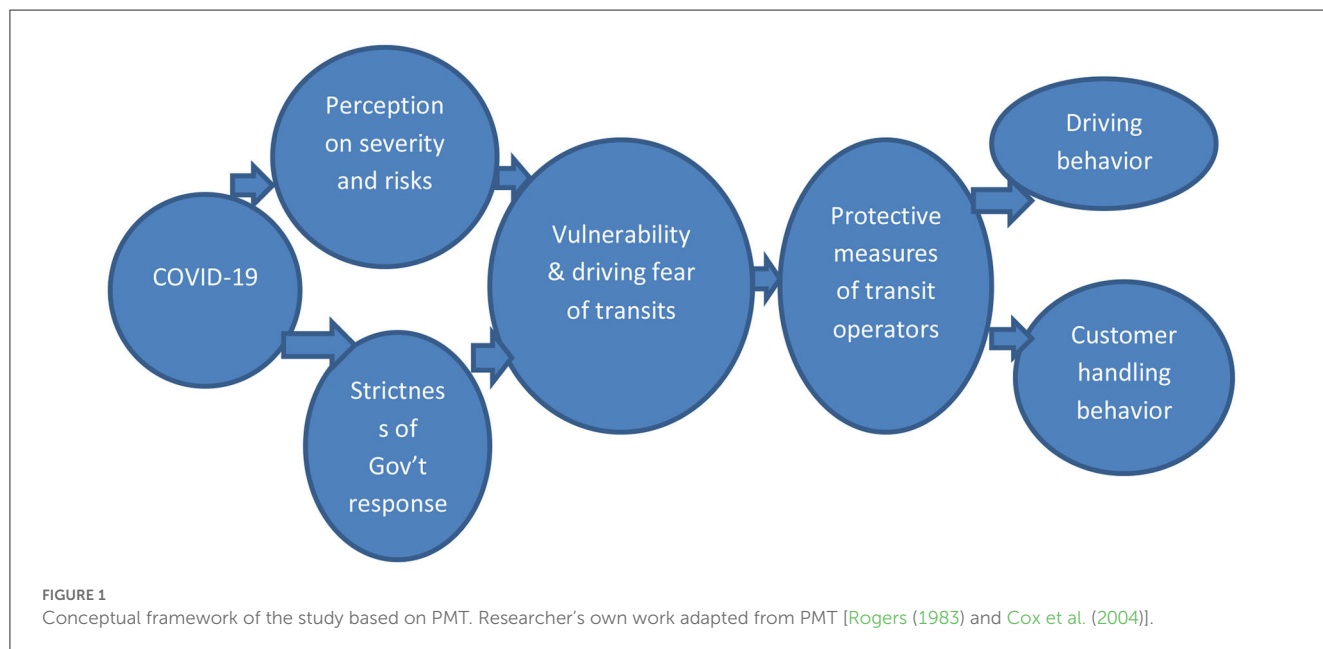 COVID-19
Perception
on severity
and risks
Strictnes
s of
Gov't
response
Vulnerability
& driving fear
of transits
Protective
measures
of transit
operators
Driving
behavior
Customer
handling
behavior
FIGURE 1
Conceptual framework of the study based on PMT. Researcher's own work adapted from PMT [Rogers (1983) and Cox et al. (2004)].